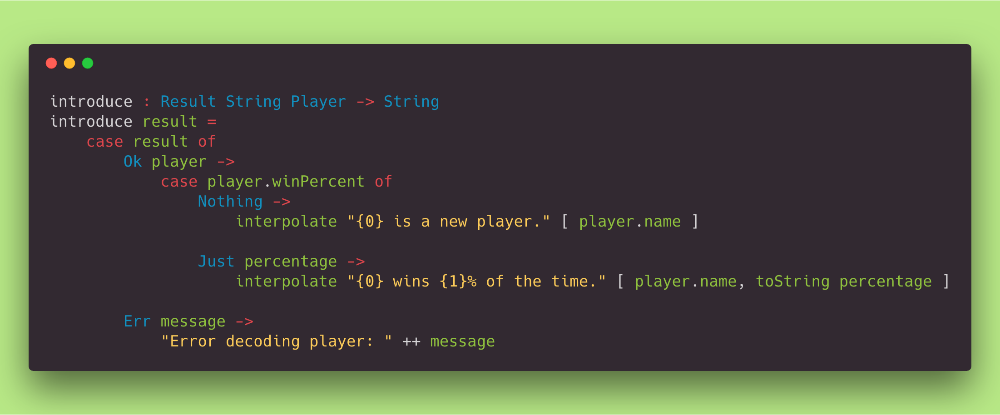 introduce : Result String Player -> String
introduce result =
    case result of
        Ok player ->
            case player.winPercent of
                Nothing ->
                    interpolate "{0} is a new player." [ player.name ]

                Just percentage ->
                    interpolate "{0} wins {1}% of the time." [ player.name, toString percentage ]

        Err message ->
            "Error decoding player: " ++ message